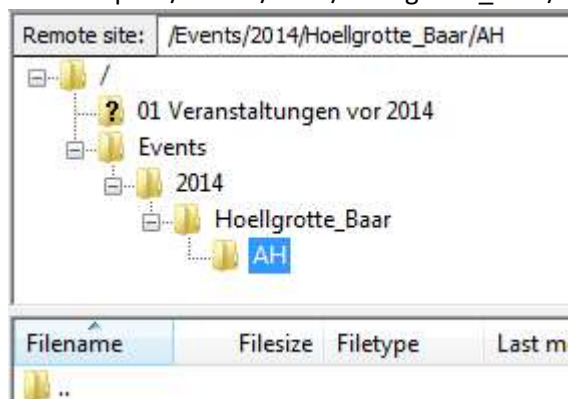 Remote site: /Events/2014/Hoellgrotte_Baar/AH
/
? 01 Veranstaltungen vor 2014
Events
2014
Hoellgrotte_Baar
AH
Filename Filesize Filetype Last m
..